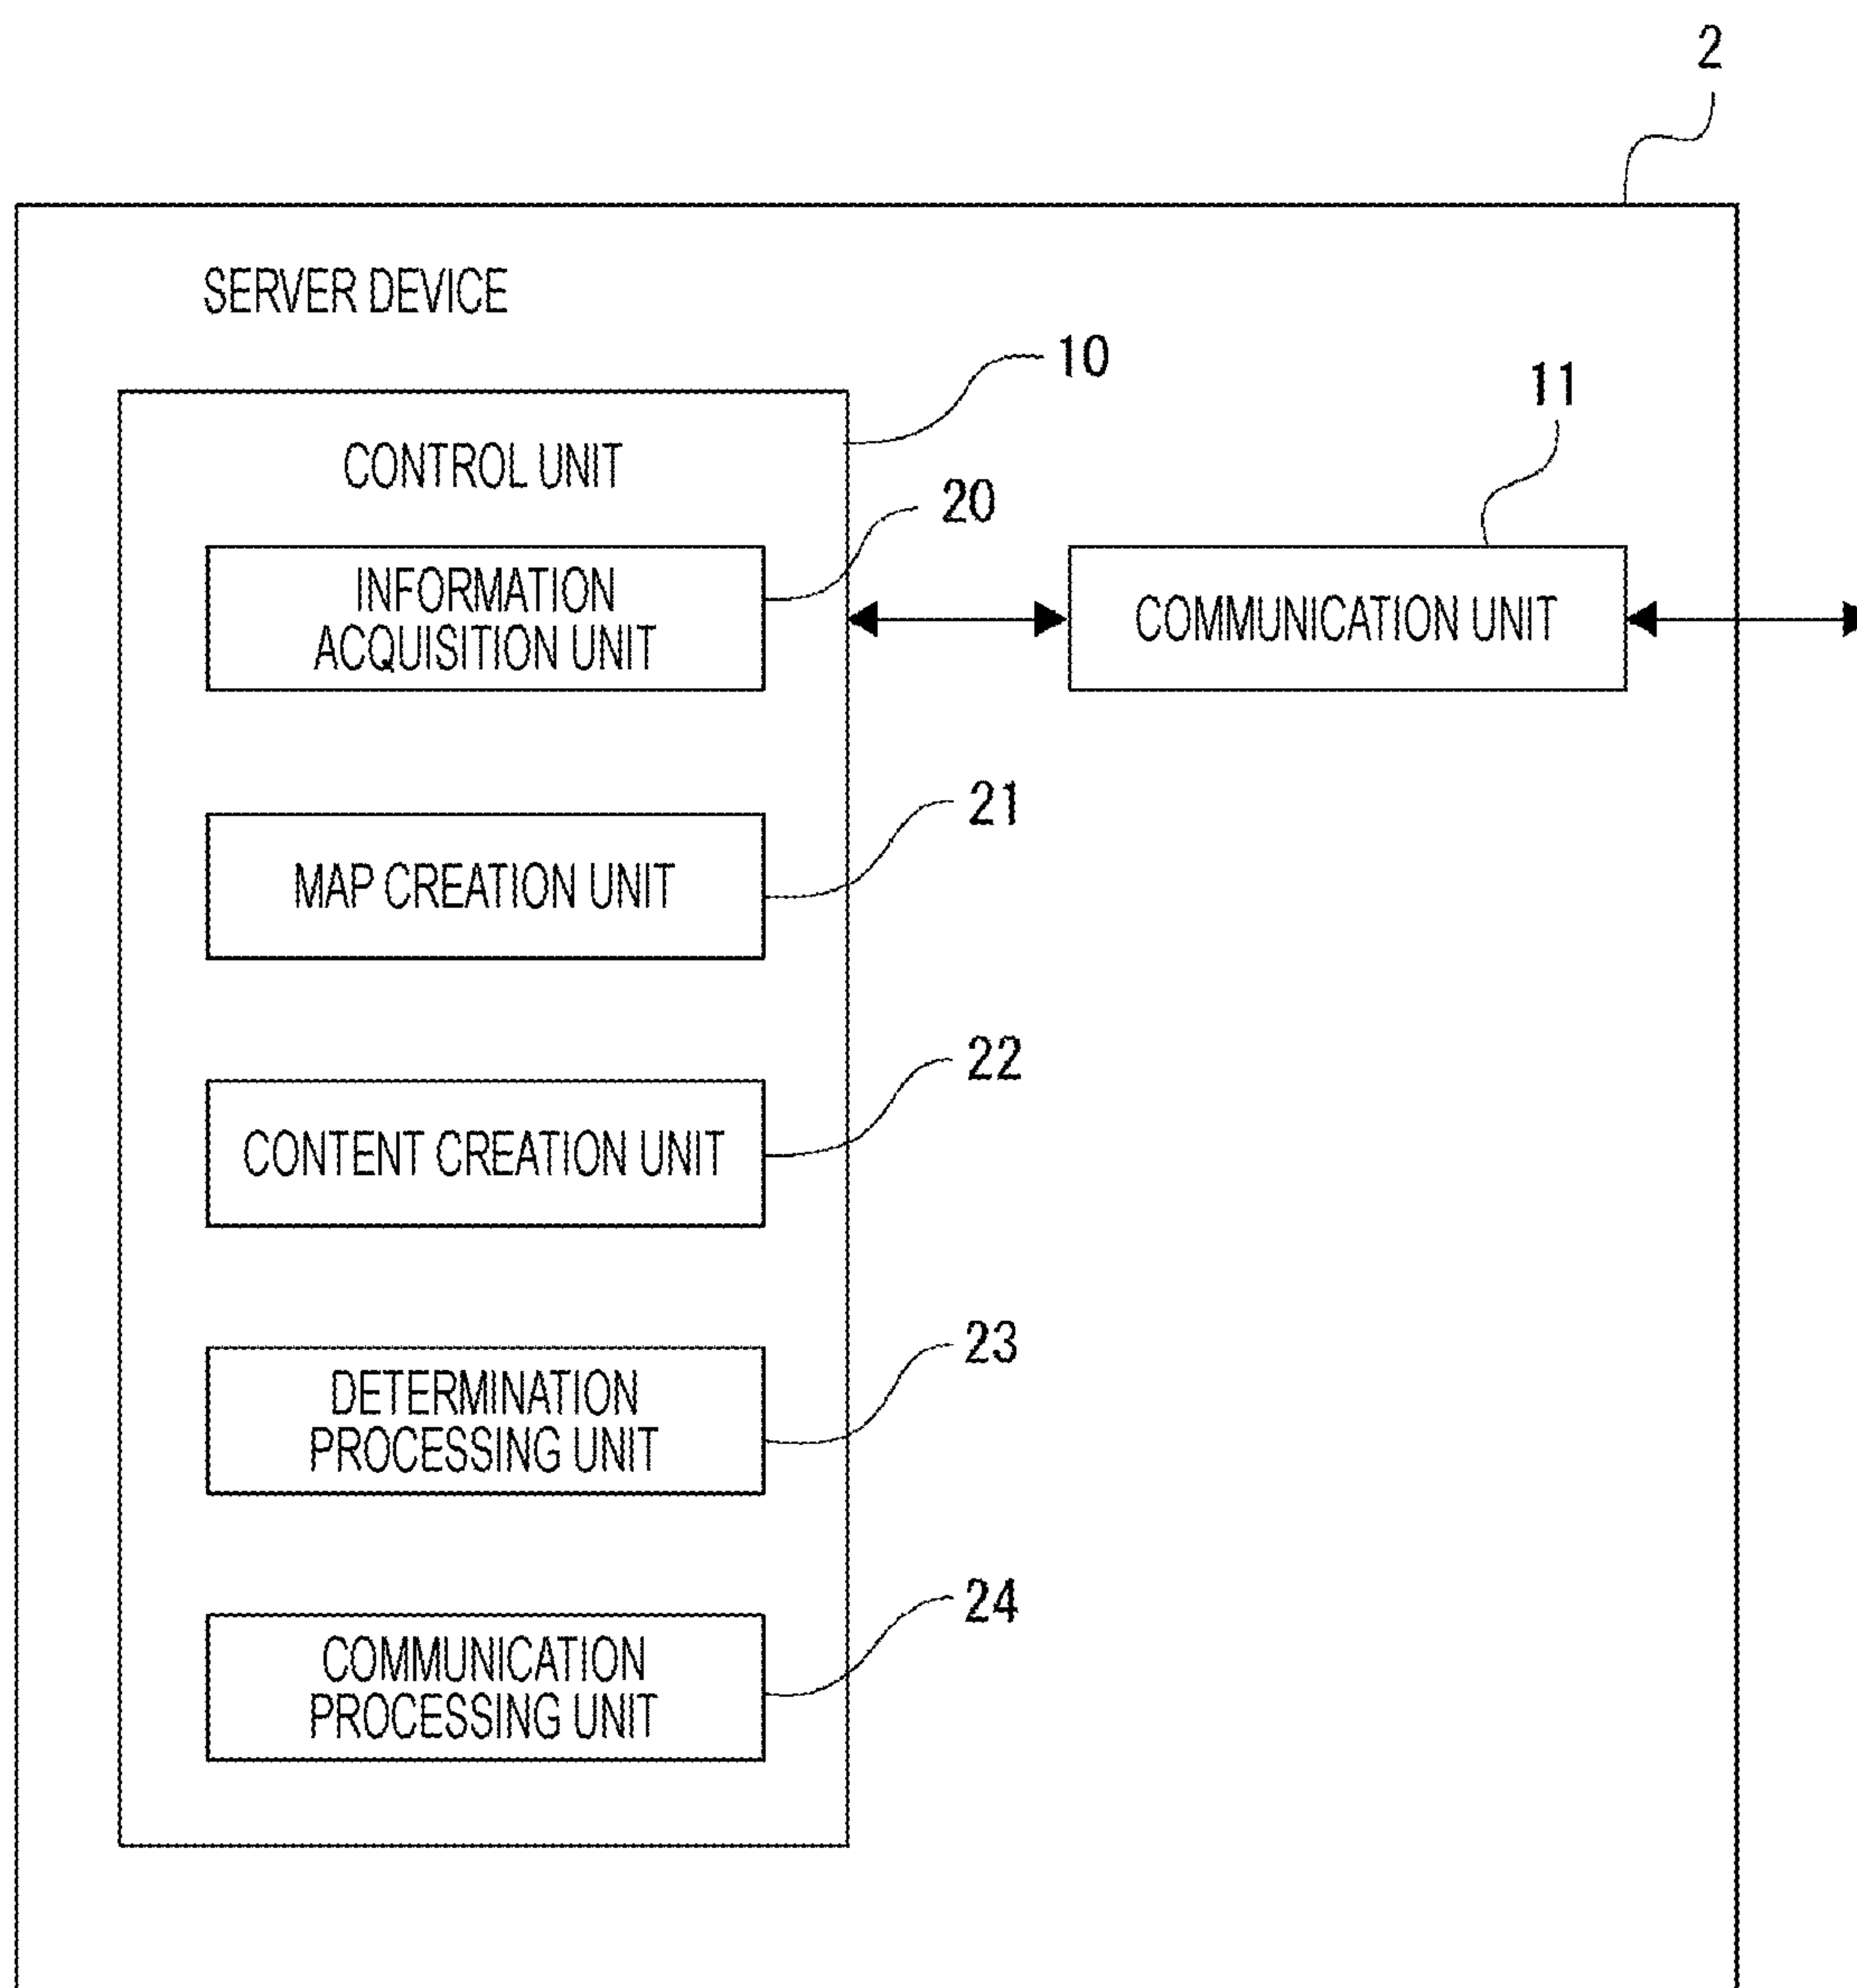 2
SERVER DEVICE
10
11
CONTROL UNIT
20
INFORMATION
ACQUISITION UNIT
COMMUNICATION UNIT
21
MAP CREATION UNIT
22
CONTENT CREATION UNIT
23
DETERMINATION
PROCESSING UNIT
24
COMMUNICATION
PROCESSING UNIT